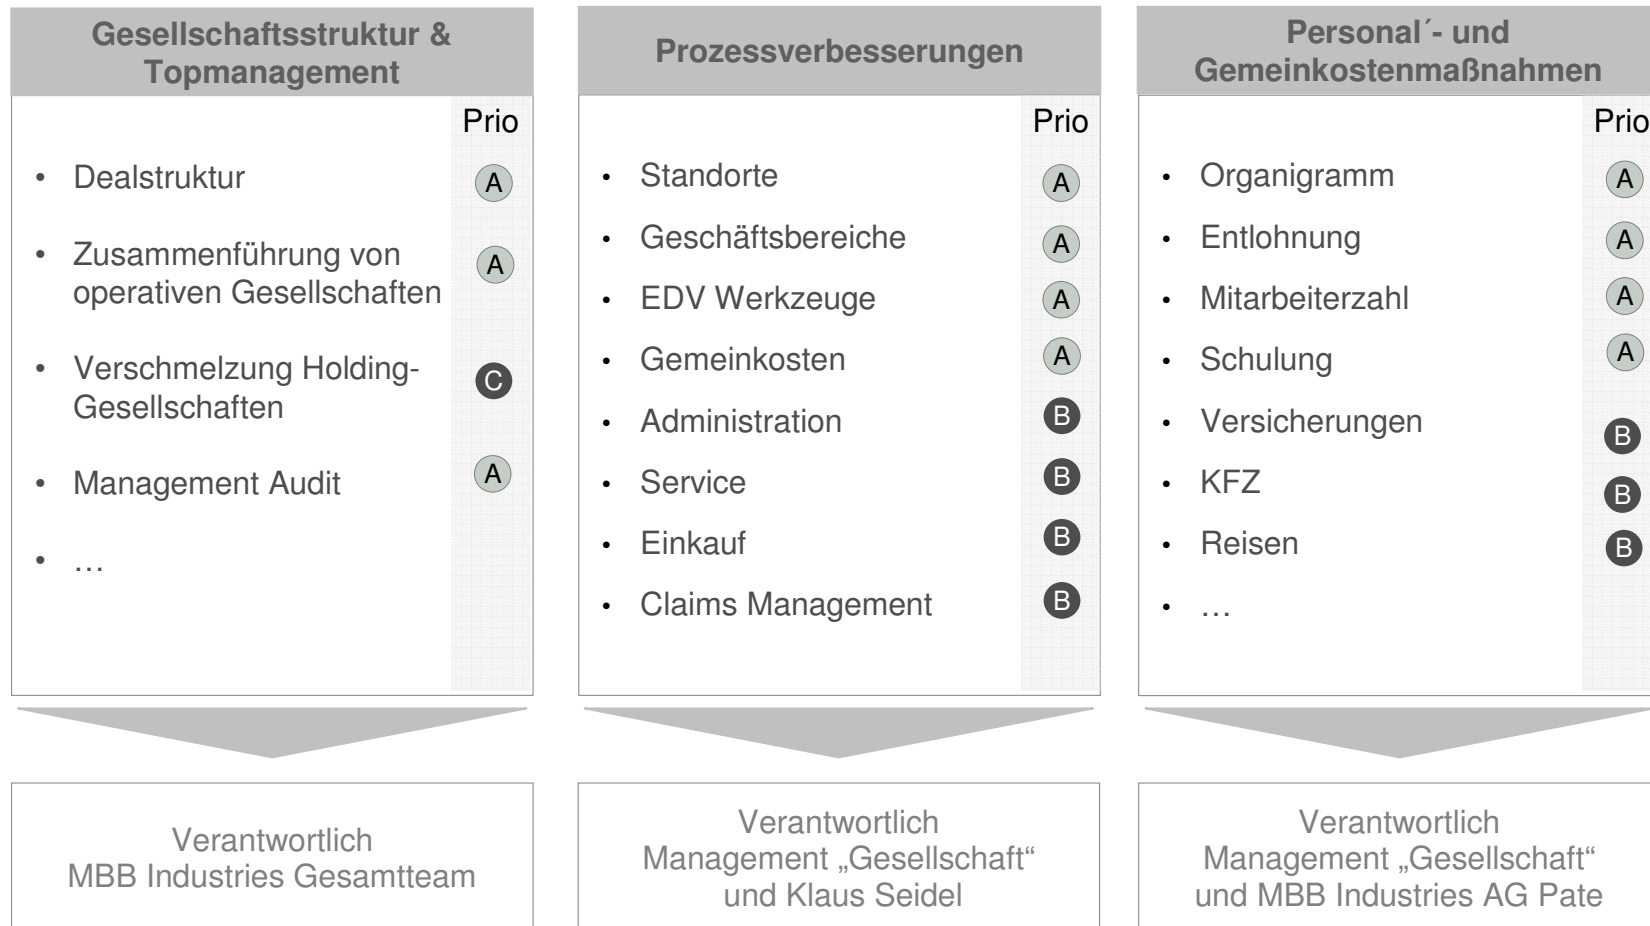 Gesellschaftsstruktur &
Topmanagement
Prio
• Dealstruktur A
• Zusammenführung von
operativen Gesellschaften A
• Verschmelzung Holding-
Gesellschaften C
• Management Audit A
• …
Verantwortlich
MBB Industries Gesamtteam
Prozessverbesserungen
Prio
• Standorte A
• Geschäftsbereiche A
• EDV Werkzeuge A
• Gemeinkosten A
• Administration B
• Service B
• Einkauf B
• Claims Management B
Verantwortlich
Management „Gesellschaft“
und Klaus Seidel
Personal´- und
Gemeinkostenmaßnahmen
Prio
• Organigramm A
• Entlohnung A
• Mitarbeiterzahl A
• Schulung A
• Versicherungen B
• KFZ B
• Reisen B
• …
Verantwortlich
Management „Gesellschaft“
und MBB Industries AG Pate